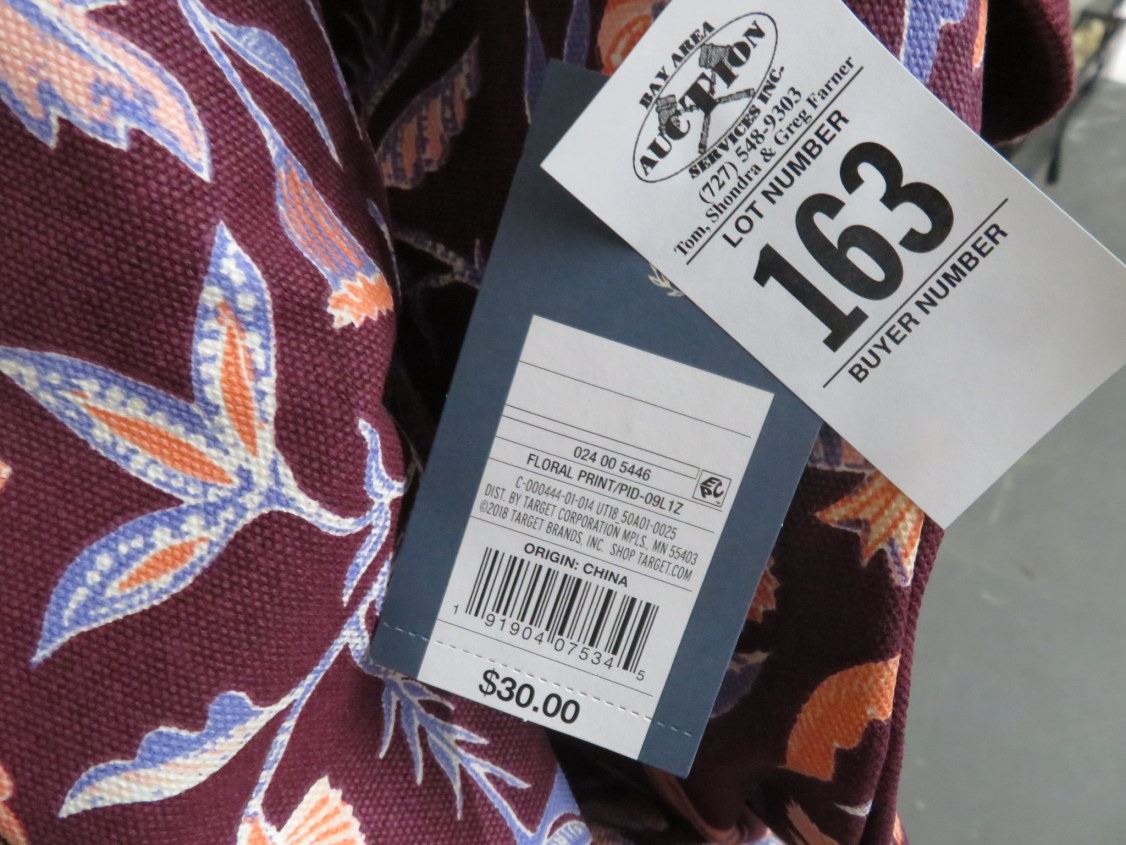 BAY AREA
AUCTION
SERVICES INC.
(727) 548-9303
Tom, Shondra & Greg Farner
LOT NUMBER
163
BUYER NUMBER
024 00 5446
FLORAL PRINT/PID-09L1Z
EPC
C-000444-01-014 UT18_50A01-0025
DIST. BY TARGET CORPORATION MPLS., MN 55403
©2018 TARGET BRANDS, INC. SHOP TARGET.COM
ORIGIN: CHINA
1 91904 07534 5
$30.00